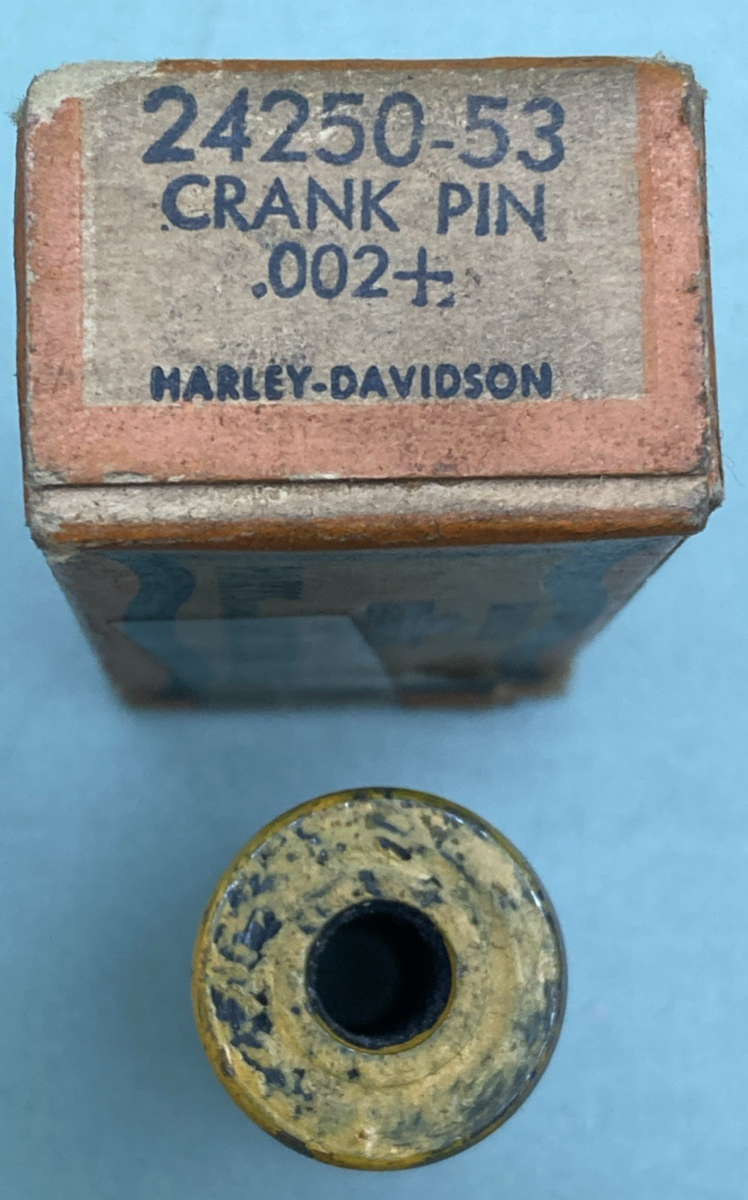 24250-53
CRANK PIN
.002+
HARLEY-DAVIDSON